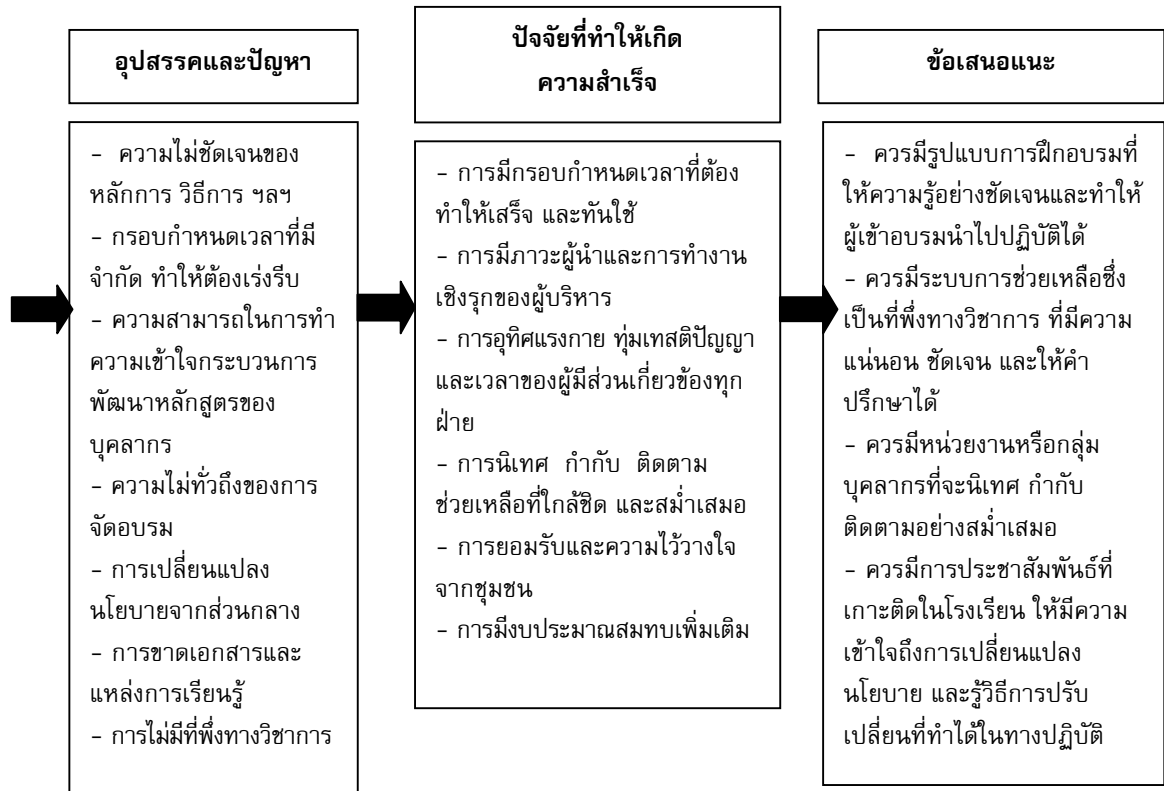 อุปสรรคและปัญหา
– ความไม่ชัดเจนของ
หลักการ วิธีการ ฯลฯ
– กรอบกำหนดเวลาที่มี
จำกัด ทำให้ต้องเร่งรีบ
– ความสามารถในการทำ
ความเข้าใจกระบวนการ
พัฒนาหลักสูตรของ
บุคลากร
– ความไม่ทั่วถึงของการ
จัดอบรม
– การเปลี่ยนแปลง
นโยบายจากส่วนกลาง
– การขาดเอกสารและ
แหล่งการเรียนรู้
– การไม่มีที่พึ่งทางวิชาการ
ปัจจัยที่ทำให้เกิด
ความสำเร็จ
– การมีกรอบกำหนดเวลาที่ต้อง
ทำให้เสร็จ และทันใช้
– การมีภาวะผู้นำและการทำงาน
เชิงรุกของผู้บริหาร
– การอุทิศแรงกาย ทุ่มเทสติปัญญา
และเวลาของผู้มีส่วนเกี่ยวข้องทุก
ฝ่าย
– การนิเทศ กำกับ ติดตาม
ช่วยเหลือที่ใกล้ชิด และสม่ำเสมอ
– การยอมรับและความไว้วางใจ
จากชุมชน
– การมีงบประมาณสมทบเพิ่มเติม
ข้อเสนอแนะ
– ควรมีรูปแบบการฝึกอบรมที่
ให้ความรู้อย่างชัดเจนและทำให้
ผู้เข้าอบรมนำไปปฏิบัติได้
– ควรมีระบบการช่วยเหลือซึ่ง
เป็นที่พึ่งทางวิชาการ ที่มีความ
แน่นอน ชัดเจน และให้คำ
ปรึกษาได้
– ควรมีหน่วยงานหรือกลุ่ม
บุคลากรที่จะนิเทศ กำกับ
ติดตามอย่างสม่ำเสมอ
– ควรมีการประชาสัมพันธ์ที่
เกาะติดในโรงเรียน ให้มีความ
เข้าใจถึงการเปลี่ยนแปลง
นโยบาย และรู้วิธีการปรับ
เปลี่ยนที่ทำได้ในทางปฏิบัติ